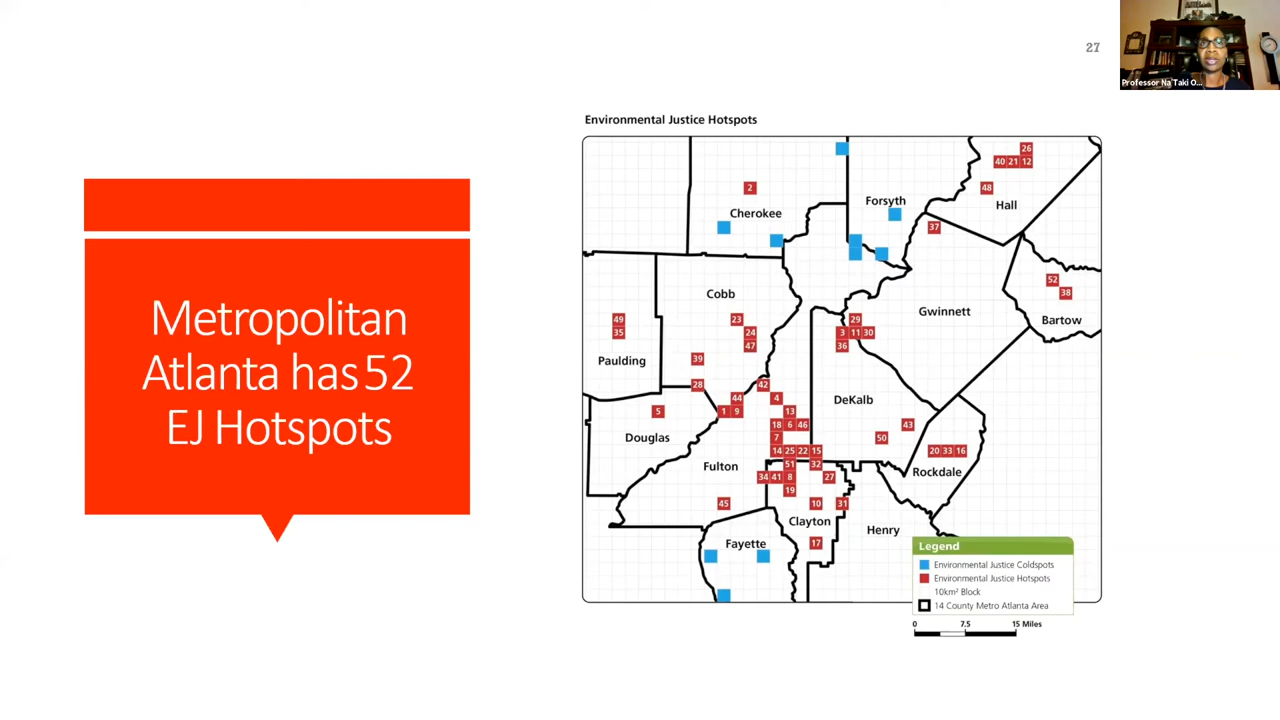 27
Professor Na'Taki O...
Metropolitan
Atlanta has 52
EJ Hotspots
Environmental Justice Hotspots
26
40 21 12
2
48
Forsyth
Hall
Cherokee
37
52
38
Cobb
Gwinnett
Bartow
49
23
29
35
24
3 11 30
47
36
Paulding
39
28
42
44
4
DeKalb
5
1 9
13
18 6 46
43
Douglas
7
50
14 25 22 15
20 33 16
Fulton
51
32
Rockdale
34 41 8
27
19
45
10
31
Clayton
Henry
Fayette
17
Legend
Environmental Justice Coldspots
Environmental Justice Hotspots
10km² Block
14 County Metro Atlanta Area
0 7.5 15 Miles